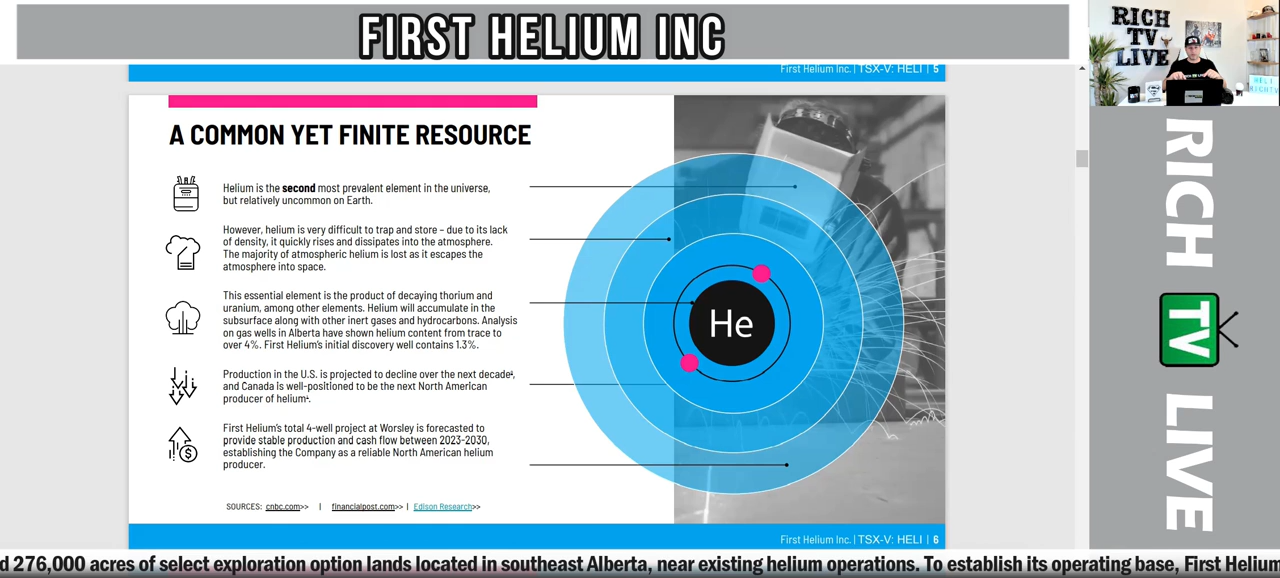 FIRST HELIUM INC
RICH
TV
LIVE
First Helium Inc. | TSX-V: HELI | 5
A COMMON YET FINITE RESOURCE
Helium is the second most prevalent element in the universe,
but relatively uncommon on Earth.
However, helium is very difficult to trap and store – due to its lack
of density, it quickly rises and dissipates into the atmosphere.
The majority of atmospheric helium is lost as it escapes the
atmosphere into space.
This essential element is the product of decaying thorium and
uranium, among other elements. Helium will accumulate in the
subsurface along with other inert gases and hydrocarbons. Analysis
on gas wells in Alberta have shown helium content from trace to
over 4%. First Helium's initial discovery well contains 1.3%.
Production in the U.S. is projected to decline over the next decade,
and Canada is well-positioned to be the next North American
producer of helium.
First Helium's total 4-well project at Worsley is forecasted to
provide stable production and cash flow between 2023-2030,
establishing the Company as a reliable North American helium
producer.
He
SOURCES: cnbc.com>> | financialpost.com>> | Edison Research>>
First Helium Inc. | TSX-V: HELI | 6
RICH
TV
LIVE
d 276,000 acres of select exploration option lands located in southeast Alberta, near existing helium operations. To establish its operating base, First Helium